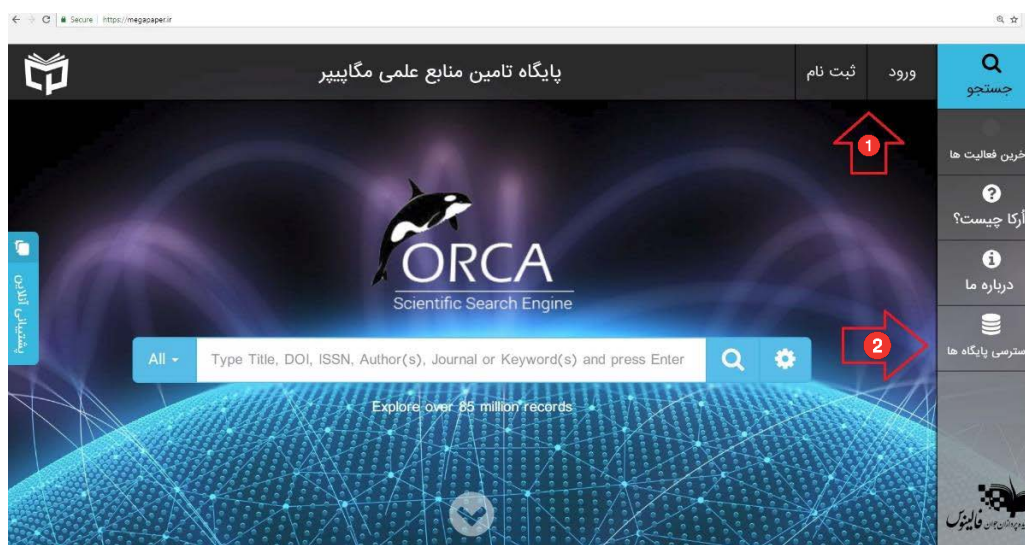 Secure https://megapaper.ir
پایگاه تامین منابع علمی مگاپیپر
ثبت نام
ورود
جستجو
1
خرین فعالیت ها
أرکا چیست؟
درباره ما
2
سترسی پایگاه ها
پشتیبانی آنلاین
ORCA
Scientific Search Engine
All
Type Title, DOI, ISSN, Author(s), Journal or Keyword(s) and press Enter
Explore over 85 million records
فالینوس